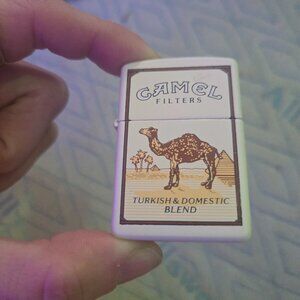 CAMEL
FILTERS
TURKISH & DOMESTIC
BLEND